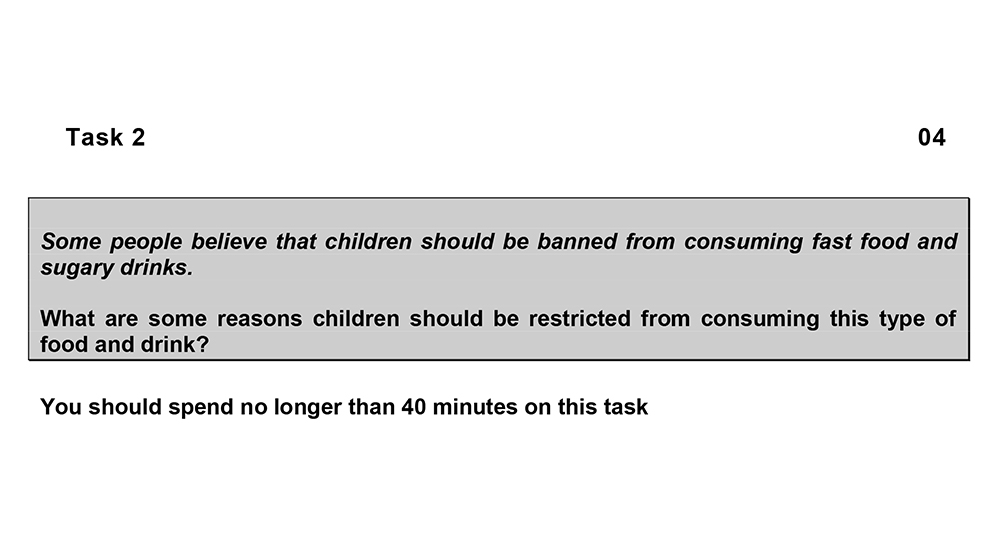 Task 2 04
Some people believe that children should be banned from consuming fast food and
sugary drinks.
What are some reasons children should be restricted from consuming this type of
food and drink?
You should spend no longer than 40 minutes on this task